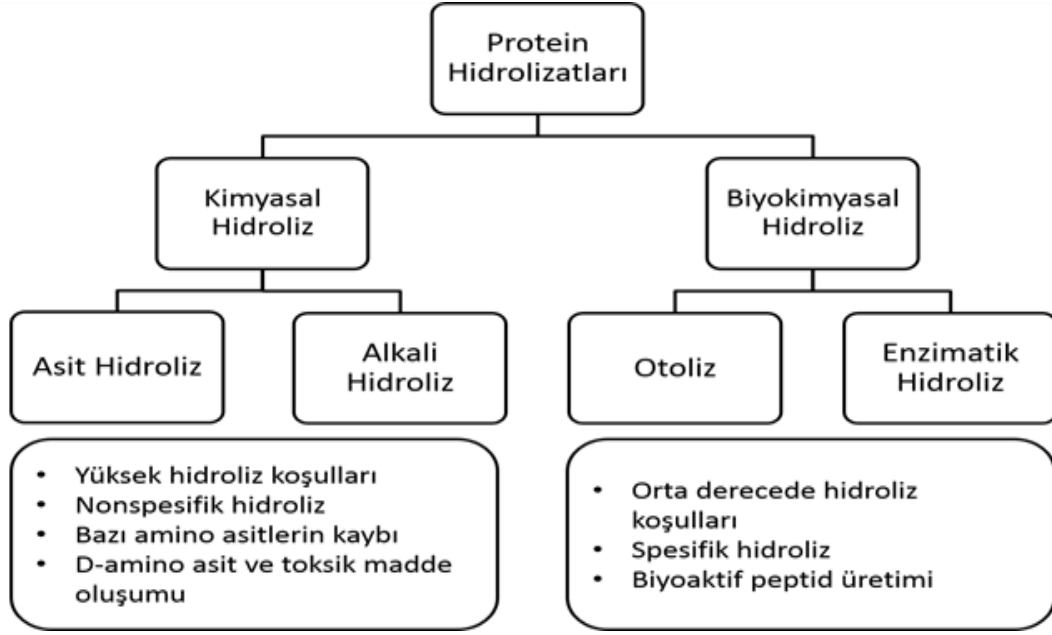 Protein
Hidrolizatları
Kimyasal
Hidroliz
Biyokimyasal
Hidroliz
Asit Hidroliz
Alkali
Hidroliz
Otoliz
Enzimatik
Hidroliz
• Yüksek hidroliz koşulları
• Nonspesifik hidroliz
• Bazı amino asitlerin kaybı
• D-amino asit ve toksik madde
oluşumu
• Orta derecede hidroliz
koşulları
• Spesifik hidroliz
• Biyoaktif peptid üretimi